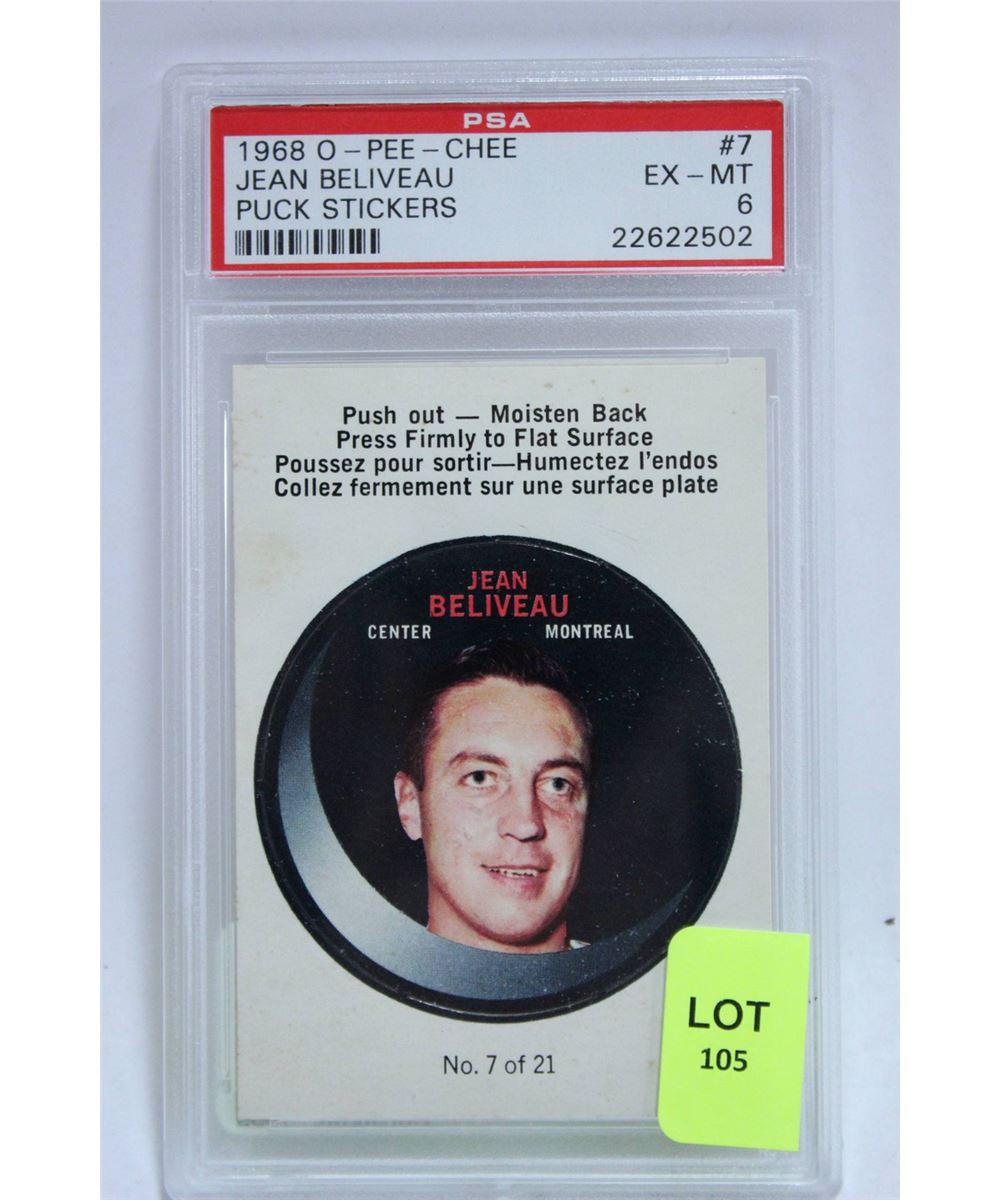 PSA
1968 O-PEE-CHEE #7
JEAN BELIVEAU EX-MT
PUCK STICKERS 6
22622502
Push out — Moisten Back
Press Firmly to Flat Surface
Poussez pour sortir—Humectez l'endos
Collez fermement sur une surface plate
JEAN
BELIVEAU
CENTER MONTREAL
No. 7 of 21
LOT
105